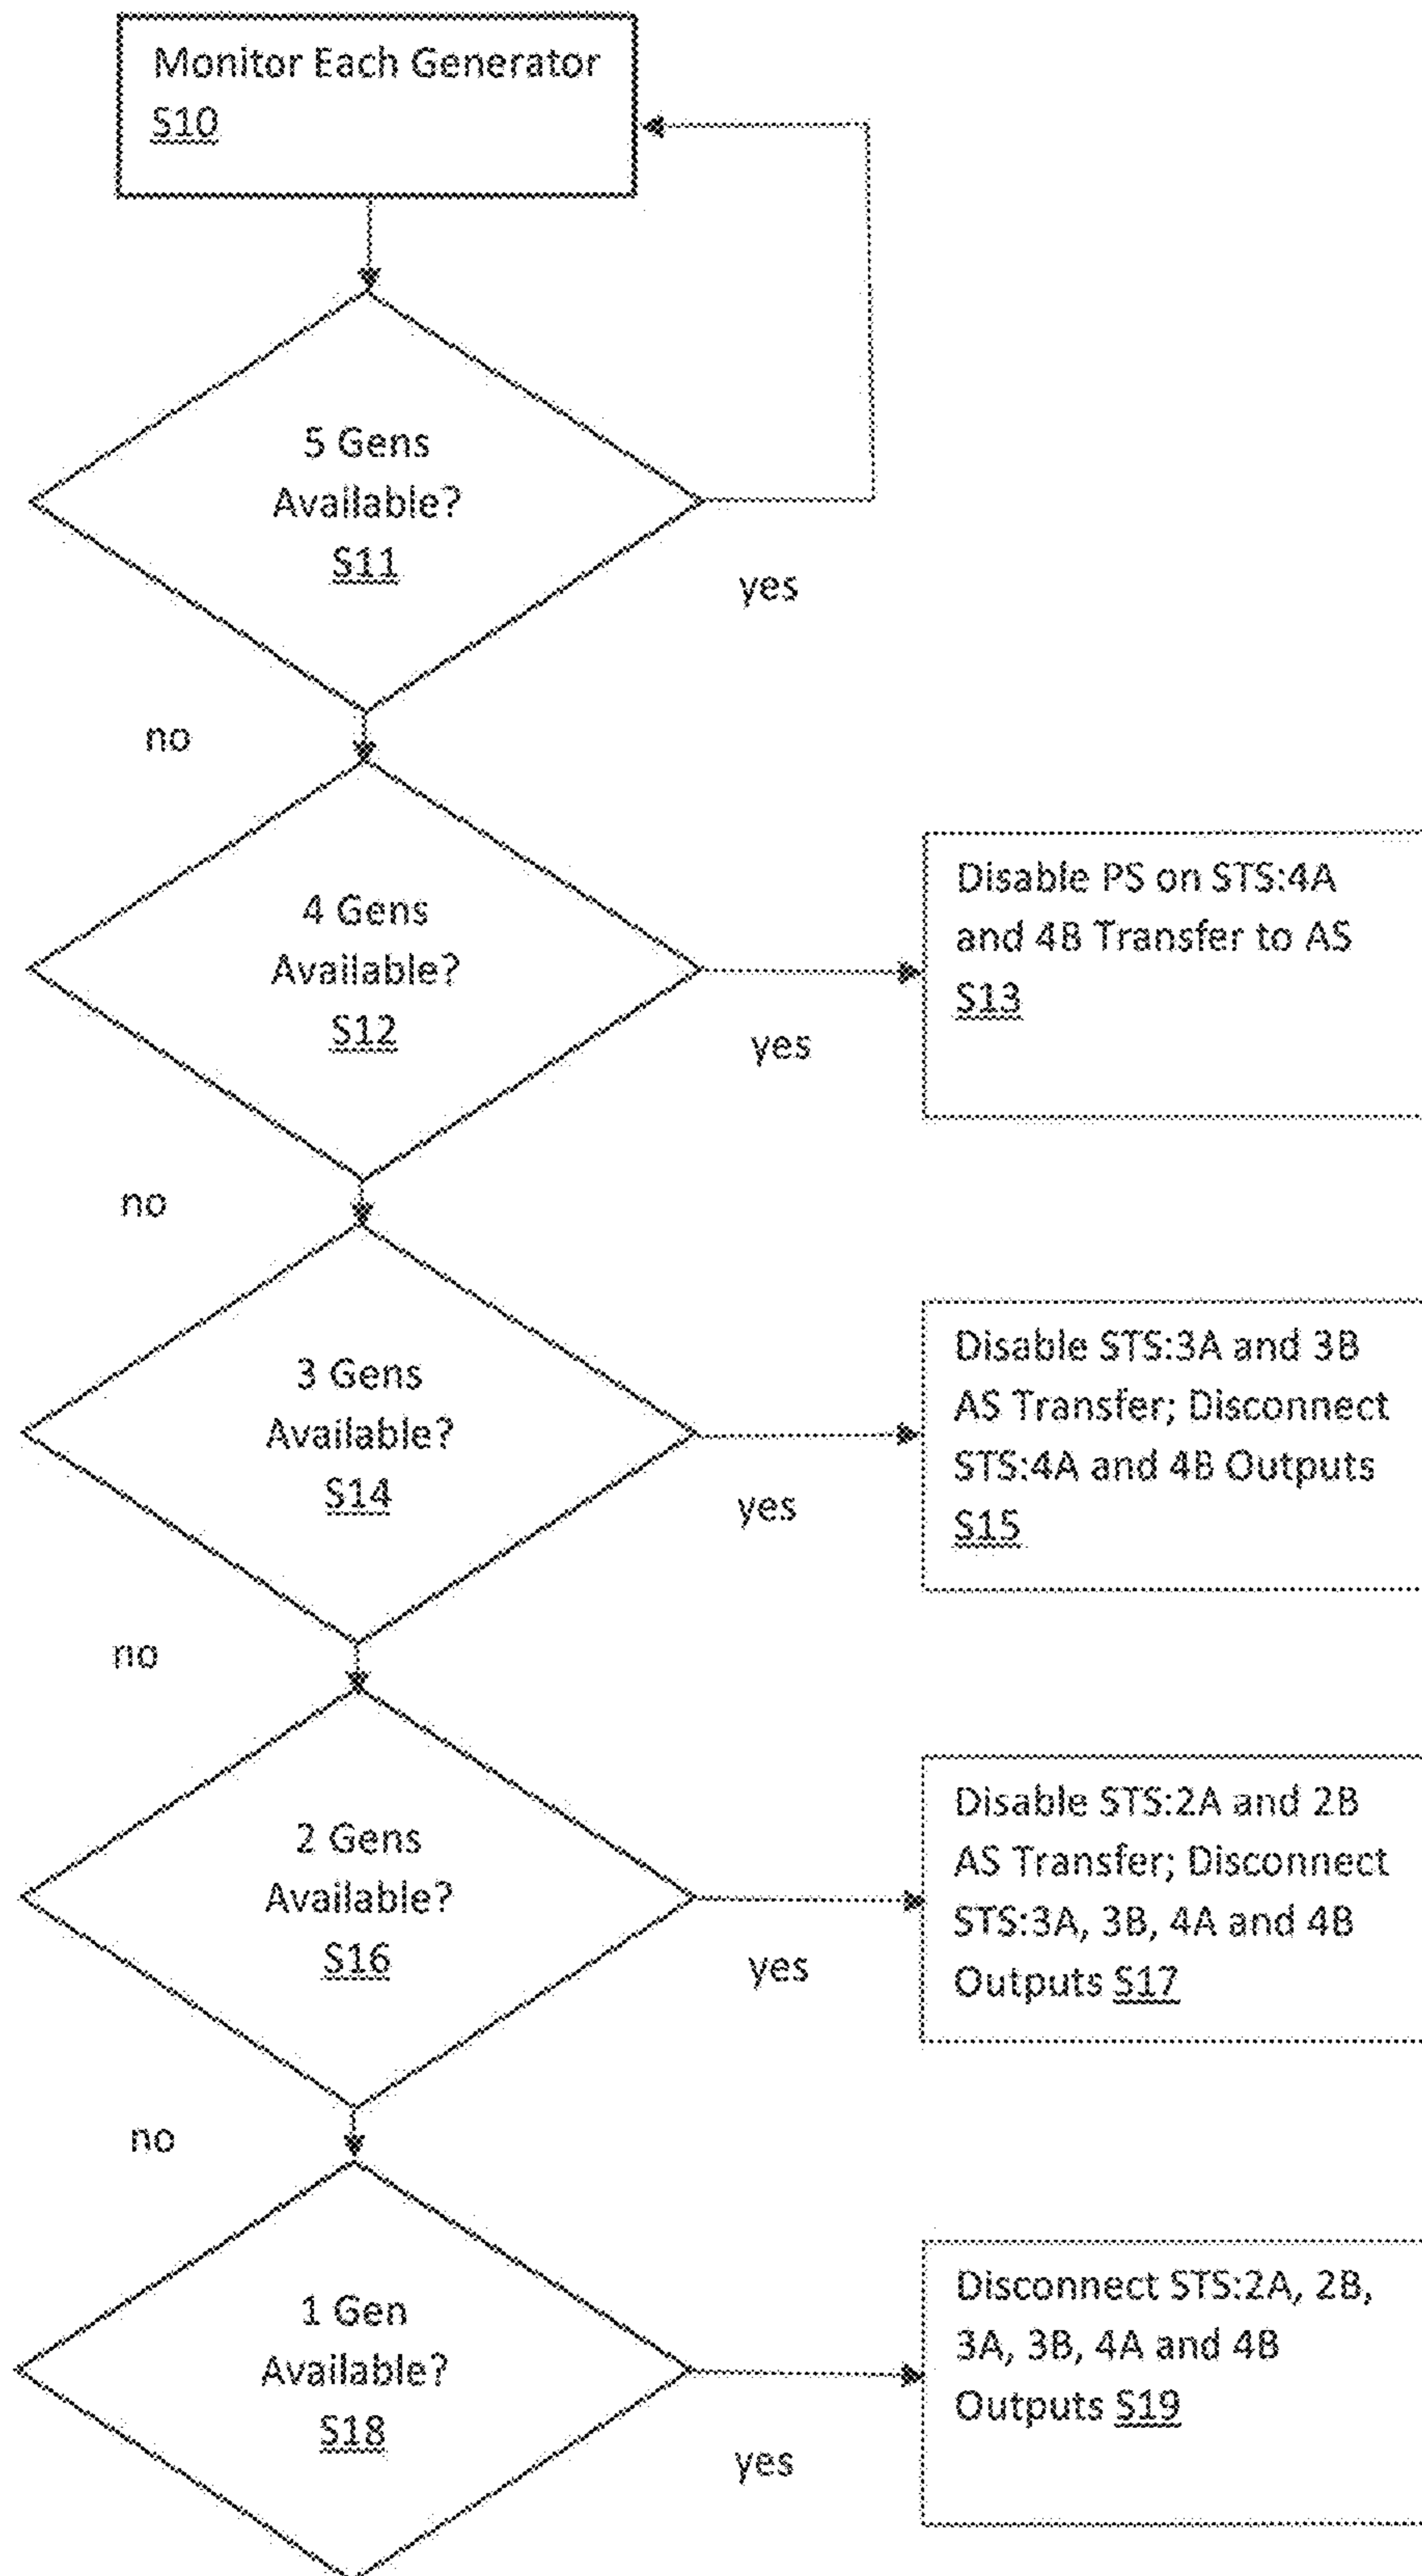 Monitor Each Generator
S10
5 Gens
Available?
S11
yes
no
4 Gens
Available?
S12
yes
Disable PS on STS:4A
and 4B Transfer to AS
S13
no
3 Gens
Available?
S14
yes
Disable STS:3A and 3B
AS Transfer; Disconnect
STS:4A and 4B Outputs
S15
no
2 Gens
Available?
S16
yes
Disable STS:2A and 2B
AS Transfer; Disconnect
STS:3A, 3B, 4A and 4B
Outputs S17
no
1 Gen
Available?
S18
yes
Disconnect STS:2A, 2B,
3A, 3B, 4A and 4B
Outputs S19